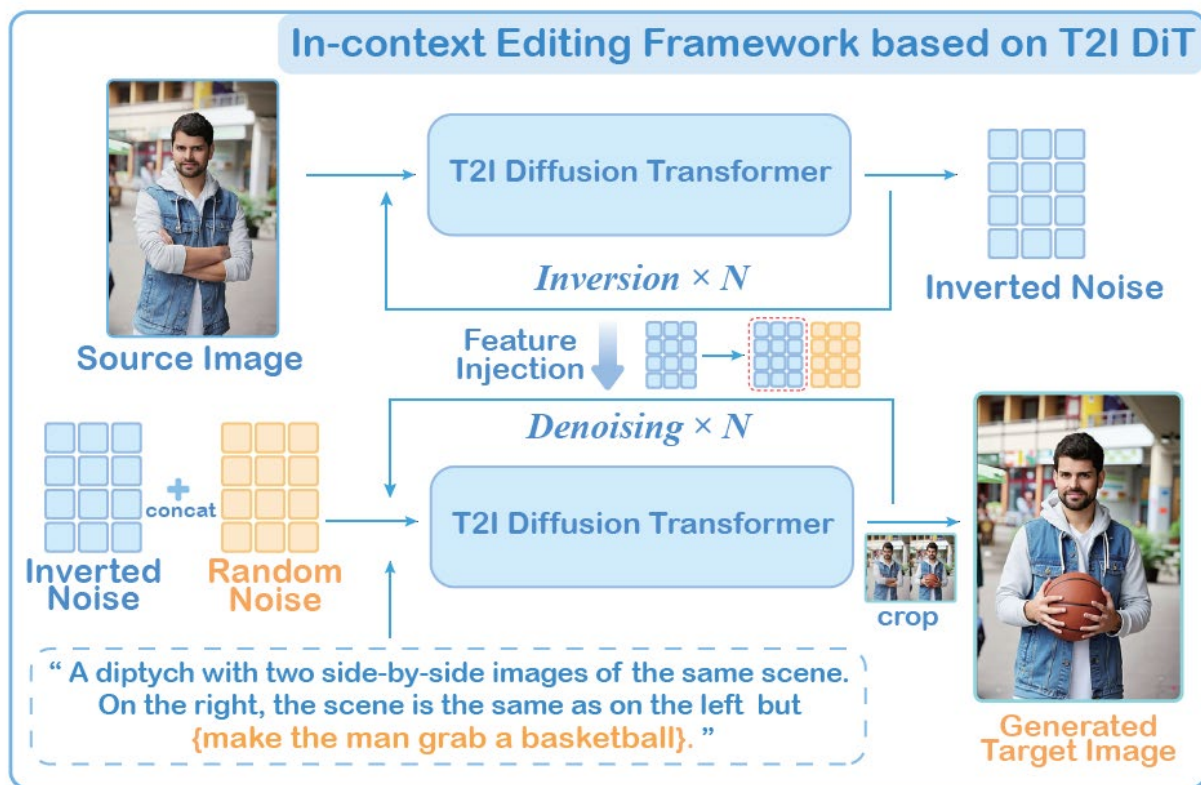 In-context Editing Framework based on T2I DiT
T2I Diffusion Transformer
Inversion × N
Inverted Noise
Source Image
Feature
Injection
Denoising × N
+
concat
T2I Diffusion Transformer
Inverted
Noise
Random
Noise
crop
“ A diptych with two side-by-side images of the same scene.
On the right, the scene is the same as on the left but
{make the man grab a basketball}. ”
Generated
Target Image